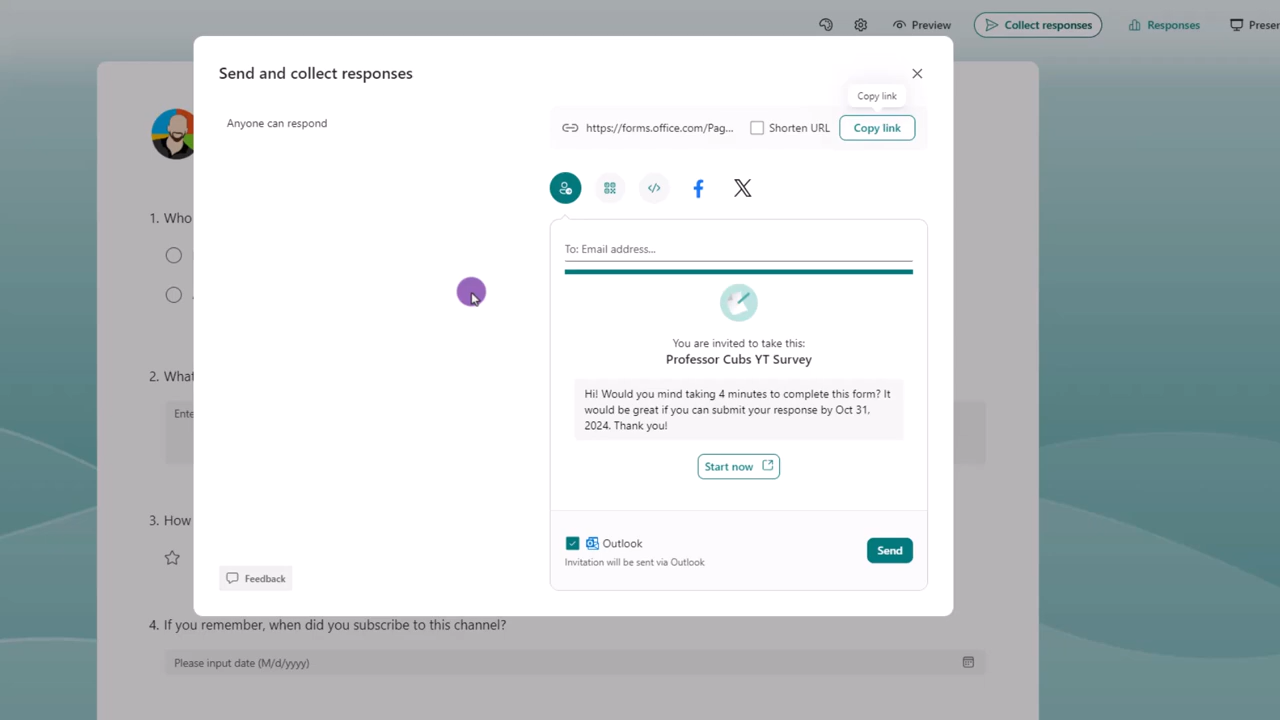 Preview
Collect responses
Responses
Presen
Send and collect responses
Copy link
Anyone can respond
https://forms.office.com/Pag...
Shorten URL
Copy link
1. Who
To: Email address...
You are invited to take this:
Professor Cubs YT Survey
2. What
Hi! Would you mind taking 4 minutes to complete this form? It
would be great if you can submit your response by Oct 31,
2024. Thank you!
Ente
Start now
3. How
Outlook
Invitation will be sent via Outlook
Send
Feedback
4. If you remember, when did you subscribe to this channel?
Please input date (M/d/yyyy)